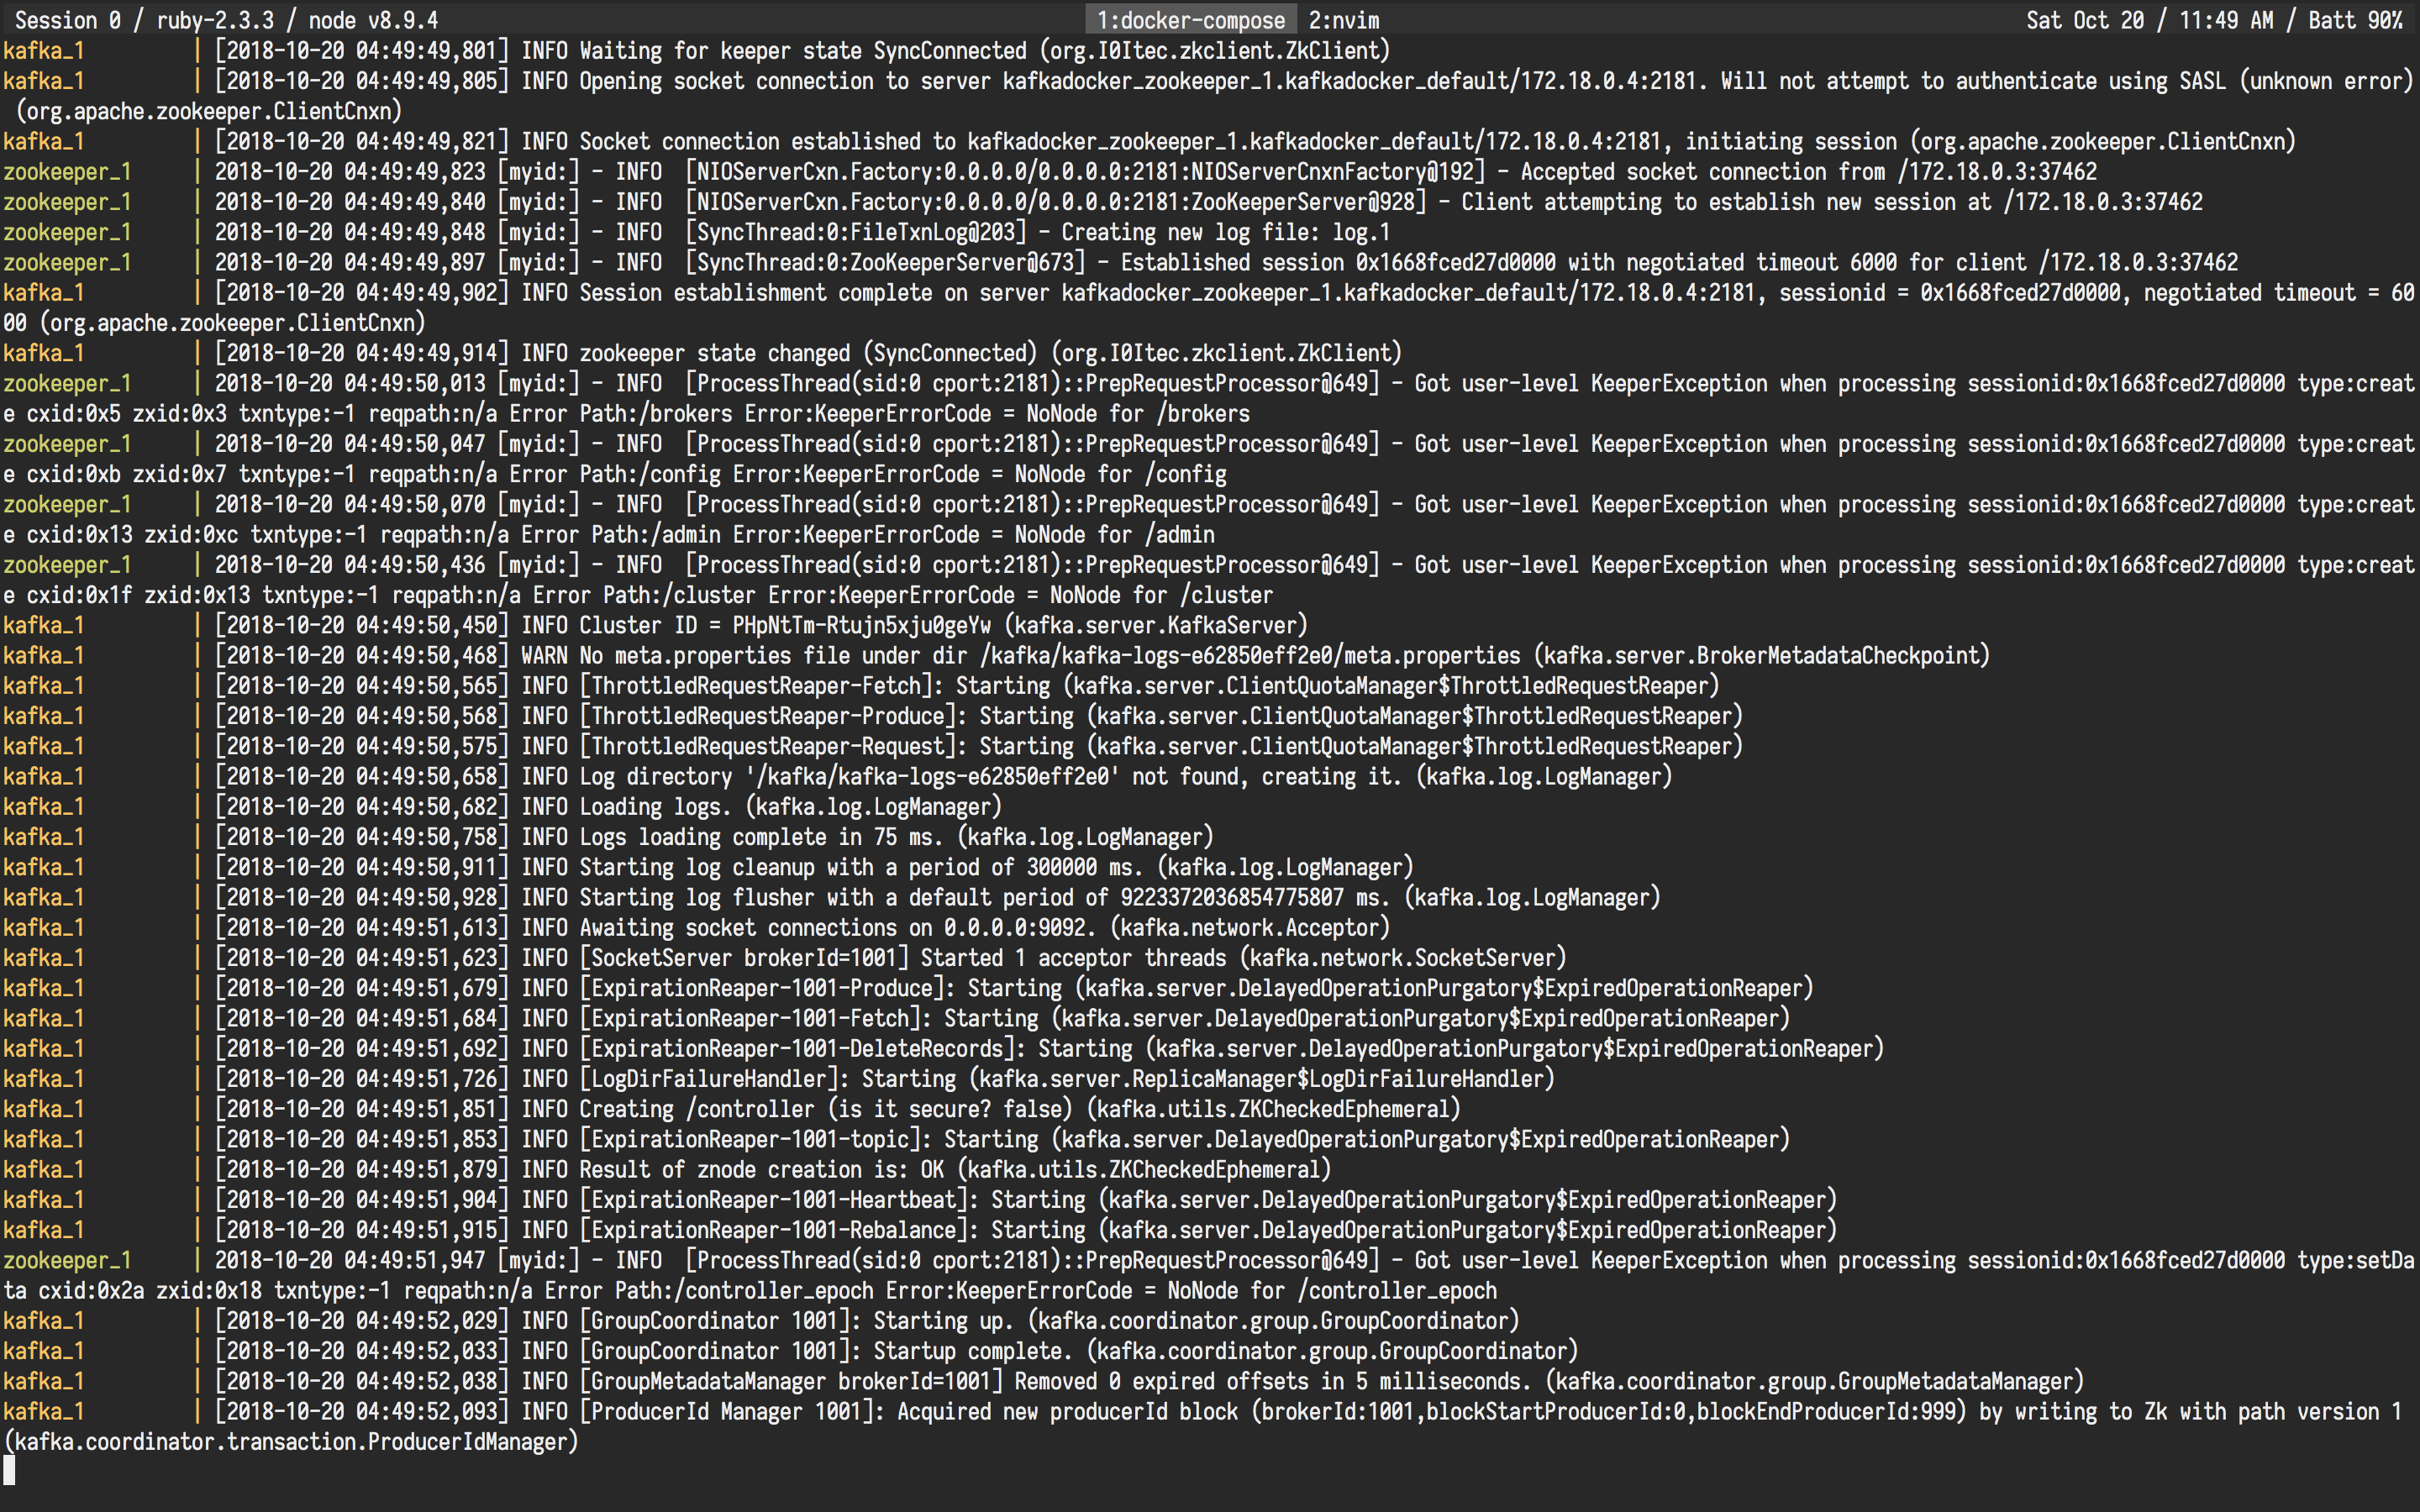 Session 0 / ruby-2.3.3 / node v8.9.4 1:docker-compose 2:nvim Sat Oct 20 / 11:49 AM / Batt 90%
kafka_1 | [2018-10-20 04:49:49,801] INFO Waiting for keeper state SyncConnected (org.I0Itec.zkclient.ZkClient)
kafka_1 | [2018-10-20 04:49:49,805] INFO Opening socket connection to server kafkadocker_zookeeper_1.kafkadocker_default/172.18.0.4:2181. Will not attempt to authenticate using SASL (unknown error)
(org.apache.zookeeper.ClientCnxn)
kafka_1 | [2018-10-20 04:49:49,821] INFO Socket connection established to kafkadocker_zookeeper_1.kafkadocker_default/172.18.0.4:2181, initiating session (org.apache.zookeeper.ClientCnxn)
zookeeper_1 | 2018-10-20 04:49:49,823 [myid:] - INFO [NIOServerCxn.Factory:0.0.0.0/0.0.0.0:2181:NIOServerCnxnFactory@192] - Accepted socket connection from /172.18.0.3:37462
zookeeper_1 | 2018-10-20 04:49:49,840 [myid:] - INFO [NIOServerCxn.Factory:0.0.0.0/0.0.0.0:2181:ZooKeeperServer@928] - Client attempting to establish new session at /172.18.0.3:37462
zookeeper_1 | 2018-10-20 04:49:49,848 [myid:] - INFO [SyncThread:0:FileTxnLog@203] - Creating new log file: log.1
zookeeper_1 | 2018-10-20 04:49:49,897 [myid:] - INFO [SyncThread:0:ZooKeeperServer@673] - Established session 0x1668fced27d0000 with negotiated timeout 6000 for client /172.18.0.3:37462
kafka_1 | [2018-10-20 04:49:49,902] INFO Session establishment complete on server kafkadocker_zookeeper_1.kafkadocker_default/172.18.0.4:2181, sessionid = 0x1668fced27d0000, negotiated timeout = 60
00 (org.apache.zookeeper.ClientCnxn)
kafka_1 | [2018-10-20 04:49:49,914] INFO zookeeper state changed (SyncConnected) (org.I0Itec.zkclient.ZkClient)
zookeeper_1 | 2018-10-20 04:49:50,013 [myid:] - INFO [ProcessThread(sid:0 cport:2181)::PrepRequestProcessor@649] - Got user-level KeeperException when processing sessionid:0x1668fced27d0000 type:creat
e cxid:0x5 zxid:0x3 txntype:-1 reqpath:n/a Error Path:/brokers Error:KeeperErrorCode = NoNode for /brokers
zookeeper_1 | 2018-10-20 04:49:50,047 [myid:] - INFO [ProcessThread(sid:0 cport:2181)::PrepRequestProcessor@649] - Got user-level KeeperException when processing sessionid:0x1668fced27d0000 type:creat
e cxid:0xb zxid:0x7 txntype:-1 reqpath:n/a Error Path:/config Error:KeeperErrorCode = NoNode for /config
zookeeper_1 | 2018-10-20 04:49:50,070 [myid:] - INFO [ProcessThread(sid:0 cport:2181)::PrepRequestProcessor@649] - Got user-level KeeperException when processing sessionid:0x1668fced27d0000 type:creat
e cxid:0x13 zxid:0xc txntype:-1 reqpath:n/a Error Path:/admin Error:KeeperErrorCode = NoNode for /admin
zookeeper_1 | 2018-10-20 04:49:50,436 [myid:] - INFO [ProcessThread(sid:0 cport:2181)::PrepRequestProcessor@649] - Got user-level KeeperException when processing sessionid:0x1668fced27d0000 type:creat
e cxid:0x1f zxid:0x13 txntype:-1 reqpath:n/a Error Path:/cluster Error:KeeperErrorCode = NoNode for /cluster
kafka_1 | [2018-10-20 04:49:50,450] INFO Cluster ID = PHpNtTm-Rtujn5xju0geYw (kafka.server.KafkaServer)
kafka_1 | [2018-10-20 04:49:50,468] WARN No meta.properties file under dir /kafka/kafka-logs-e62850eff2e0/meta.properties (kafka.server.BrokerMetadataCheckpoint)
kafka_1 | [2018-10-20 04:49:50,565] INFO [ThrottledRequestReaper-Fetch]: Starting (kafka.server.ClientQuotaManager$ThrottledRequestReaper)
kafka_1 | [2018-10-20 04:49:50,568] INFO [ThrottledRequestReaper-Produce]: Starting (kafka.server.ClientQuotaManager$ThrottledRequestReaper)
kafka_1 | [2018-10-20 04:49:50,575] INFO [ThrottledRequestReaper-Request]: Starting (kafka.server.ClientQuotaManager$ThrottledRequestReaper)
kafka_1 | [2018-10-20 04:49:50,658] INFO Log directory '/kafka/kafka-logs-e62850eff2e0' not found, creating it. (kafka.log.LogManager)
kafka_1 | [2018-10-20 04:49:50,682] INFO Loading logs. (kafka.log.LogManager)
kafka_1 | [2018-10-20 04:49:50,758] INFO Logs loading complete in 75 ms. (kafka.log.LogManager)
kafka_1 | [2018-10-20 04:49:50,911] INFO Starting log cleanup with a period of 300000 ms. (kafka.log.LogManager)
kafka_1 | [2018-10-20 04:49:50,928] INFO Starting log flusher with a default period of 9223372036854775807 ms. (kafka.log.LogManager)
kafka_1 | [2018-10-20 04:49:51,613] INFO Awaiting socket connections on 0.0.0.0:9092. (kafka.network.Acceptor)
kafka_1 | [2018-10-20 04:49:51,623] INFO [SocketServer brokerId=1001] Started 1 acceptor threads (kafka.network.SocketServer)
kafka_1 | [2018-10-20 04:49:51,679] INFO [ExpirationReaper-1001-Produce]: Starting (kafka.server.DelayedOperationPurgatory$ExpiredOperationReaper)
kafka_1 | [2018-10-20 04:49:51,684] INFO [ExpirationReaper-1001-Fetch]: Starting (kafka.server.DelayedOperationPurgatory$ExpiredOperationReaper)
kafka_1 | [2018-10-20 04:49:51,692] INFO [ExpirationReaper-1001-DeleteRecords]: Starting (kafka.server.DelayedOperationPurgatory$ExpiredOperationReaper)
kafka_1 | [2018-10-20 04:49:51,726] INFO [LogDirFailureHandler]: Starting (kafka.server.ReplicaManager$LogDirFailureHandler)
kafka_1 | [2018-10-20 04:49:51,851] INFO Creating /controller (is it secure? false) (kafka.utils.ZKCheckedEphemeral)
kafka_1 | [2018-10-20 04:49:51,853] INFO [ExpirationReaper-1001-topic]: Starting (kafka.server.DelayedOperationPurgatory$ExpiredOperationReaper)
kafka_1 | [2018-10-20 04:49:51,879] INFO Result of znode creation is: OK (kafka.utils.ZKCheckedEphemeral)
kafka_1 | [2018-10-20 04:49:51,904] INFO [ExpirationReaper-1001-Heartbeat]: Starting (kafka.server.DelayedOperationPurgatory$ExpiredOperationReaper)
kafka_1 | [2018-10-20 04:49:51,915] INFO [ExpirationReaper-1001-Rebalance]: Starting (kafka.server.DelayedOperationPurgatory$ExpiredOperationReaper)
zookeeper_1 | 2018-10-20 04:49:51,947 [myid:] - INFO [ProcessThread(sid:0 cport:2181)::PrepRequestProcessor@649] - Got user-level KeeperException when processing sessionid:0x1668fced27d0000 type:setDa
ta cxid:0x2a zxid:0x18 txntype:-1 reqpath:n/a Error Path:/controller_epoch Error:KeeperErrorCode = NoNode for /controller_epoch
kafka_1 | [2018-10-20 04:49:52,029] INFO [GroupCoordinator 1001]: Starting up. (kafka.coordinator.group.GroupCoordinator)
kafka_1 | [2018-10-20 04:49:52,033] INFO [GroupCoordinator 1001]: Startup complete. (kafka.coordinator.group.GroupCoordinator)
kafka_1 | [2018-10-20 04:49:52,038] INFO [GroupMetadataManager brokerId=1001] Removed 0 expired offsets in 5 milliseconds. (kafka.coordinator.group.GroupMetadataManager)
kafka_1 | [2018-10-20 04:49:52,093] INFO [ProducerId Manager 1001]: Acquired new producerId block (brokerId:1001,blockStartProducerId:0,blockEndProducerId:999) by writing to Zk with path version 1
(kafka.coordinator.transaction.ProducerIdManager)